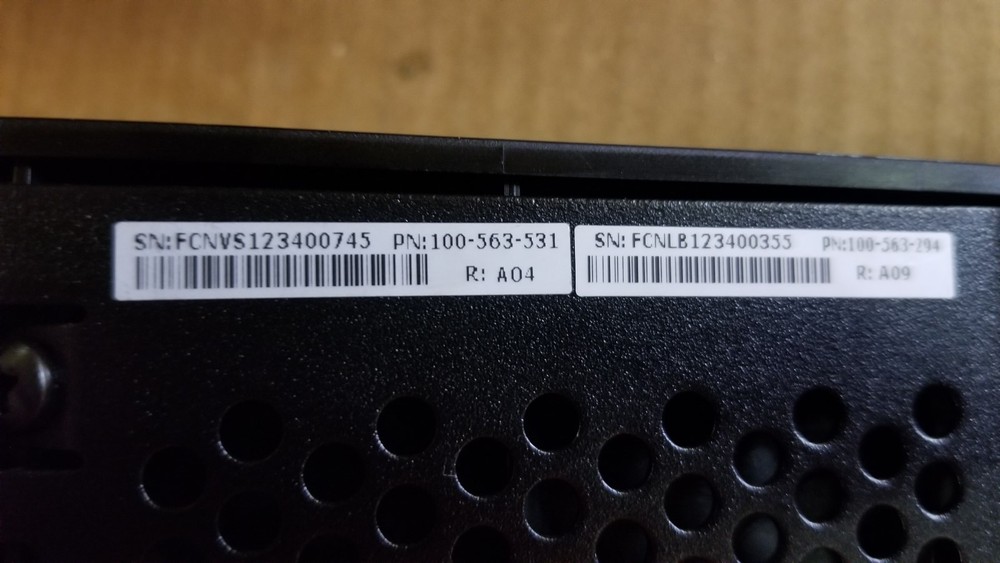 SN:FCNVS123400745 PN:100-563-531
R: A04
SN: FCNLB123400355 PN:100-563-294
R: A09